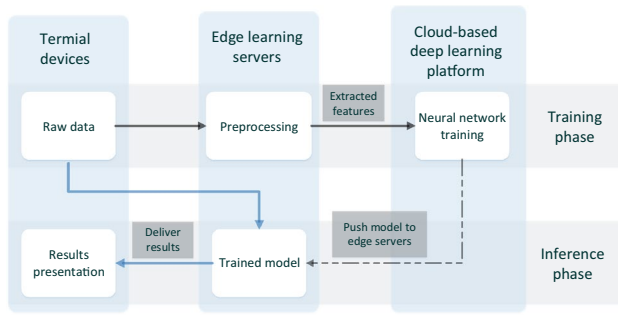 Termial
devices
Edge learning
servers
Cloud-based
deep learning
platform
Raw data
Preprocessing
Extracted
features
Neural network
training
Training
phase
Results
presentation
Deliver
results
Trained model
Push model to
edge servers
Inference
phase